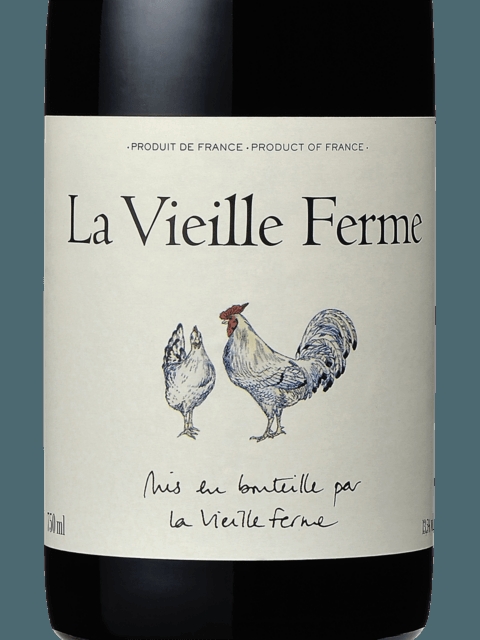 ·PRODUIT DE FRANCE · PRODUCT OF FRANCE·
La Vieille Ferme
Mis en bouteille par
La Vieille Ferme
750 ml